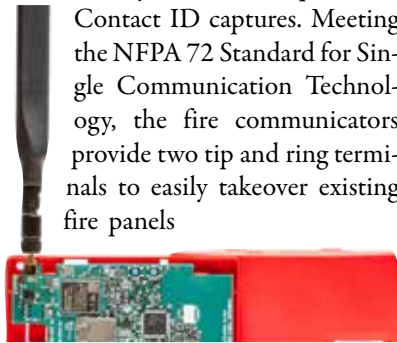 Contact ID captures. Meeting
the NFPA 72 Standard for Sin-
gle Communication Technol-
ogy, the fire communicators
provide two tip and ring termi-
nals to easily takeover existing
fire panels